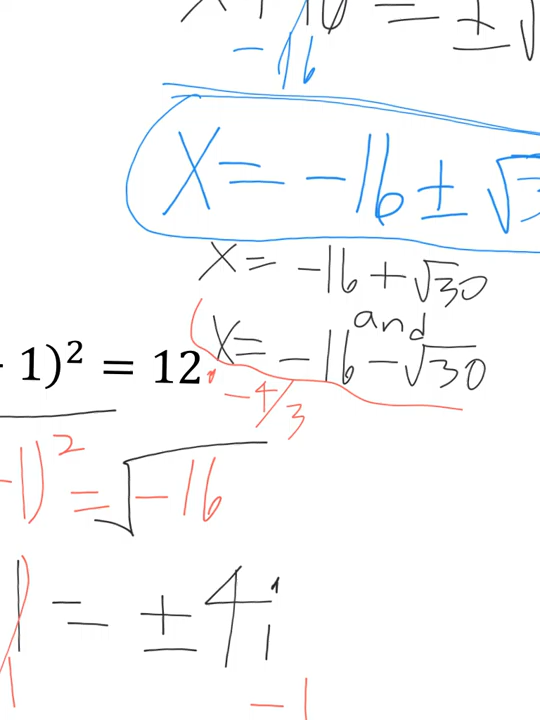 = ±√
-16
X = -16 ± √3
X = -16 + √30
and
X = -16 - √30
1)² = 12
-4/3
-1)² = √-16
1 = ± 4i
-1